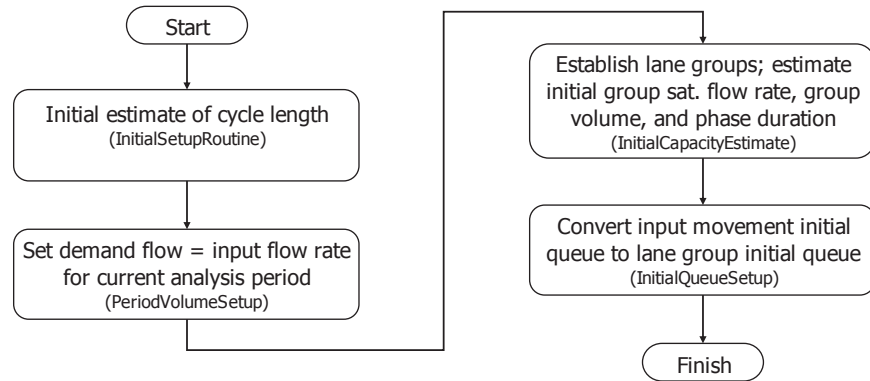 Start
Initial estimate of cycle length
(InitialSetupRoutine)
Set demand flow = input flow rate
for current analysis period
(PeriodVolumeSetup)
Establish lane groups; estimate
initial group sat. flow rate, group
volume, and phase duration
(InitialCapacityEstimate)
Convert input movement initial
queue to lane group initial queue
(InitialQueueSetup)
Finish